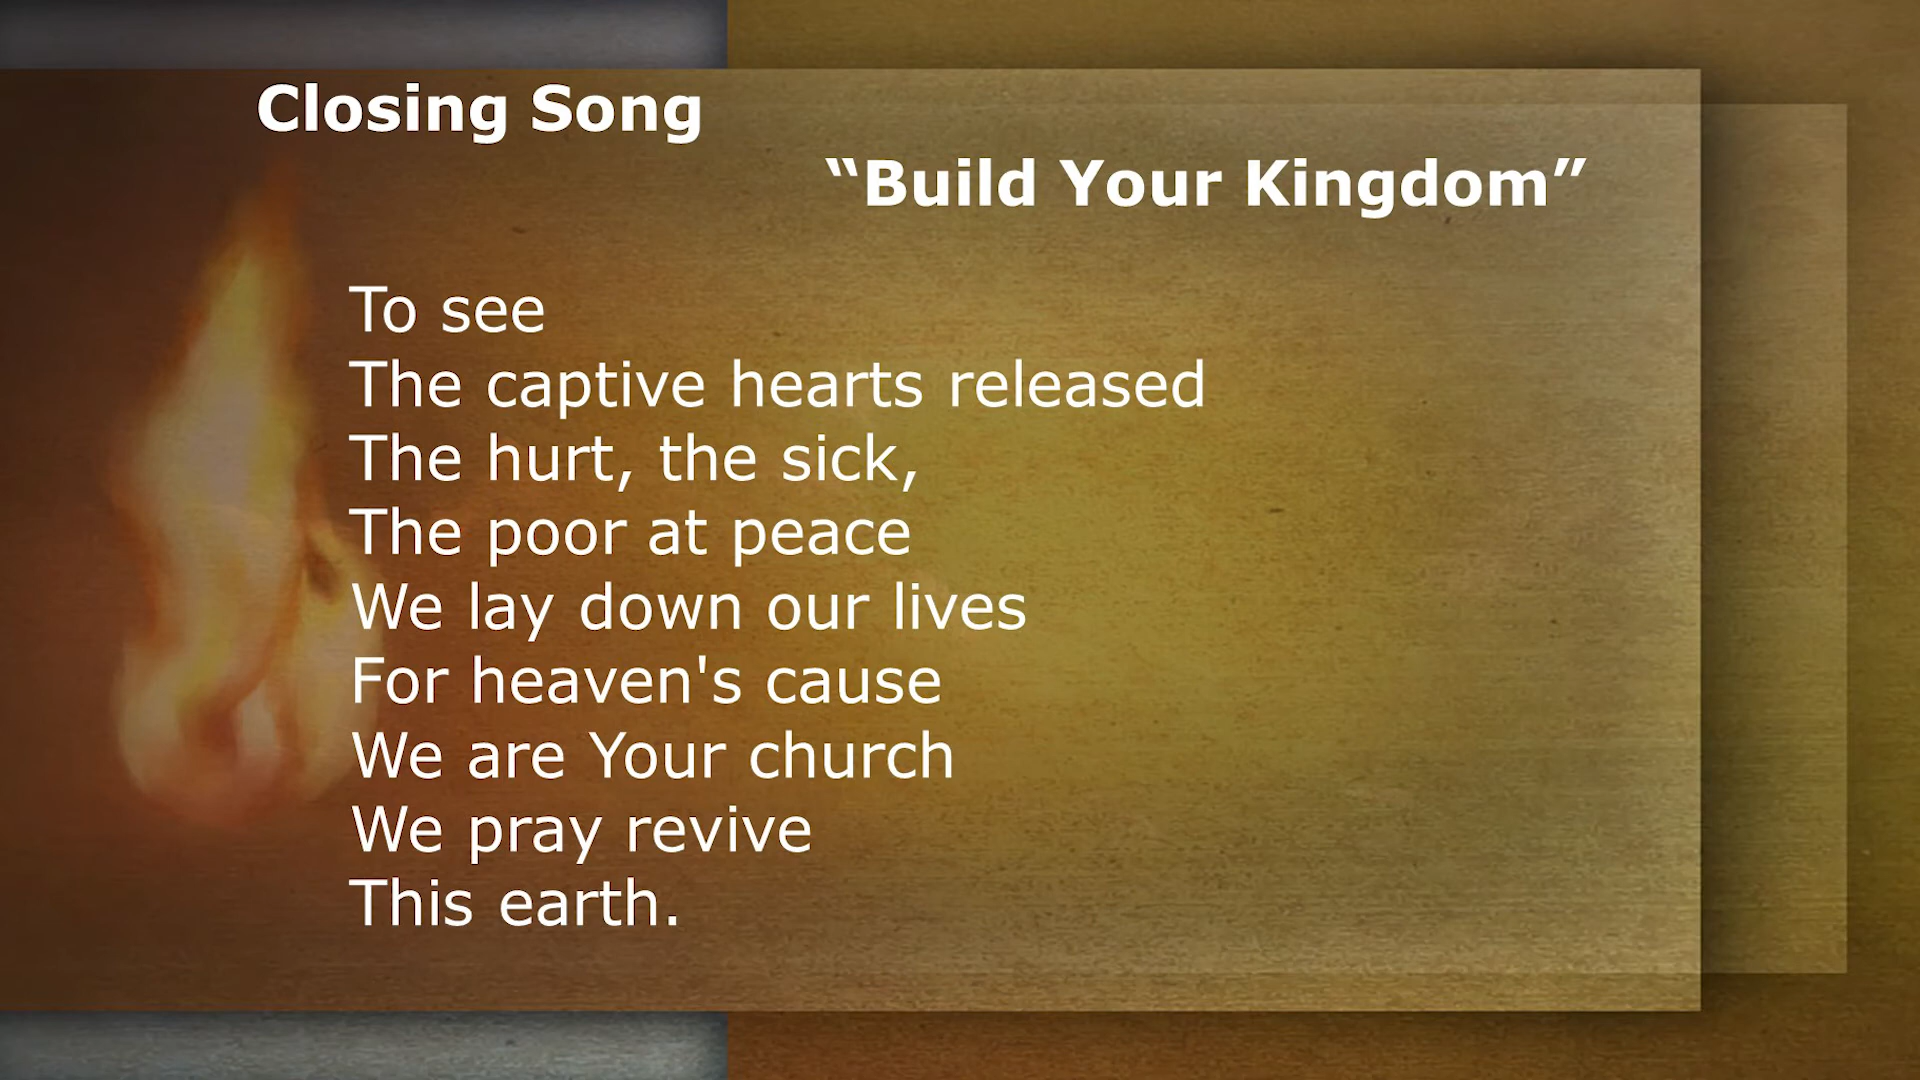 Closing Song
“Build Your Kingdom”
To see
The captive hearts released
The hurt, the sick,
The poor at peace
We lay down our lives
For heaven's cause
We are Your church
We pray revive
This earth.